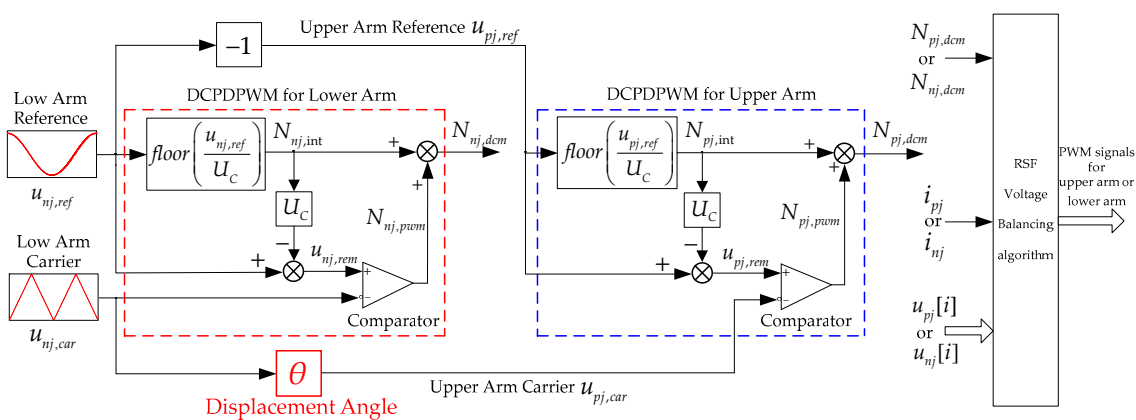 Upper Arm Reference u_{pj,ref}
−1
Low Arm
Reference
u_{nj,ref}
DCPDPWM for Lower Arm
floor(u_{nj,ref}/U_C)
N_{nj,int}
+
N_{nj,dcm}
+
U_C
N_{nj,pwm}
−
+
u_{nj,rem}
+
−
Comparator
Low Arm
Carrier
u_{nj,car}
θ
Displacement Angle
Upper Arm Carrier u_{pj,car}
DCPDPWM for Upper Arm
floor(u_{pj,ref}/U_C)
N_{pj,int}
+
N_{pj,dcm}
+
U_C
N_{pj,pwm}
−
+
u_{pj,rem}
+
−
Comparator
N_{pj,dcm}
or
N_{nj,dcm}
i_{pj}
or
i_{nj}
u_{pj}[i]
or
u_{nj}[i]
RSF
Voltage
Balancing
algorithm
PWM signals
for
upper arm or
lower arm